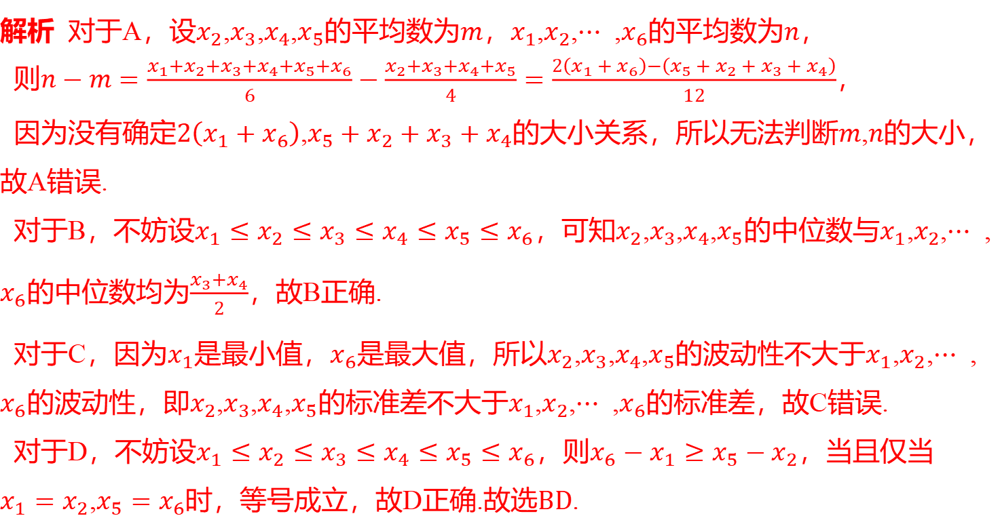 解析 对于A，设$x_2,x_3,x_4,x_5$的平均数为$m$，$x_1,x_2,\cdots,x_6$的平均数为$n$，
则$n-m=\frac{x_1+x_2+x_3+x_4+x_5+x_6}{6}-\frac{x_2+x_3+x_4+x_5}{4}=\frac{2(x_1+x_6)-(x_5+x_2+x_3+x_4)}{12}$，
因为没有确定$2(x_1+x_6),x_5+x_2+x_3+x_4$的大小关系，所以无法判断$m,n$的大小，
故A错误.
对于B，不妨设$x_1\leq x_2\leq x_3\leq x_4\leq x_5\leq x_6$，可知$x_2,x_3,x_4,x_5$的中位数与$x_1,x_2,\cdots,$
$x_6$的中位数均为$\frac{x_3+x_4}{2}$，故B正确.
对于C，因为$x_1$是最小值，$x_6$是最大值，所以$x_2,x_3,x_4,x_5$的波动性不大于$x_1,x_2,\cdots,$
$x_6$的波动性，即$x_2,x_3,x_4,x_5$的标准差不大于$x_1,x_2,\cdots,x_6$的标准差，故C错误.
对于D，不妨设$x_1\leq x_2\leq x_3\leq x_4\leq x_5\leq x_6$，则$x_6-x_1\geq x_5-x_2$，当且仅当
$x_1=x_2,x_5=x_6$时，等号成立，故D正确.故选BD.